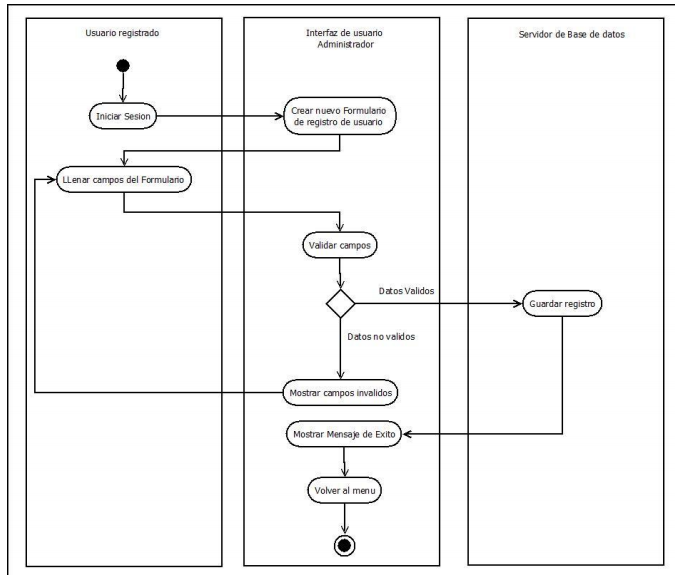 Usuario registrado
Interfaz de usuario
Administrador
Servidor de Base de datos
Iniciar Sesion
Crear nuevo Formulario
de registro de usuario
LLenar campos del Formulario
Validar campos
Datos Validos
Guardar registro
Datos no validos
Mostrar campos invalidos
Mostrar Mensaje de Exito
Volver al menu